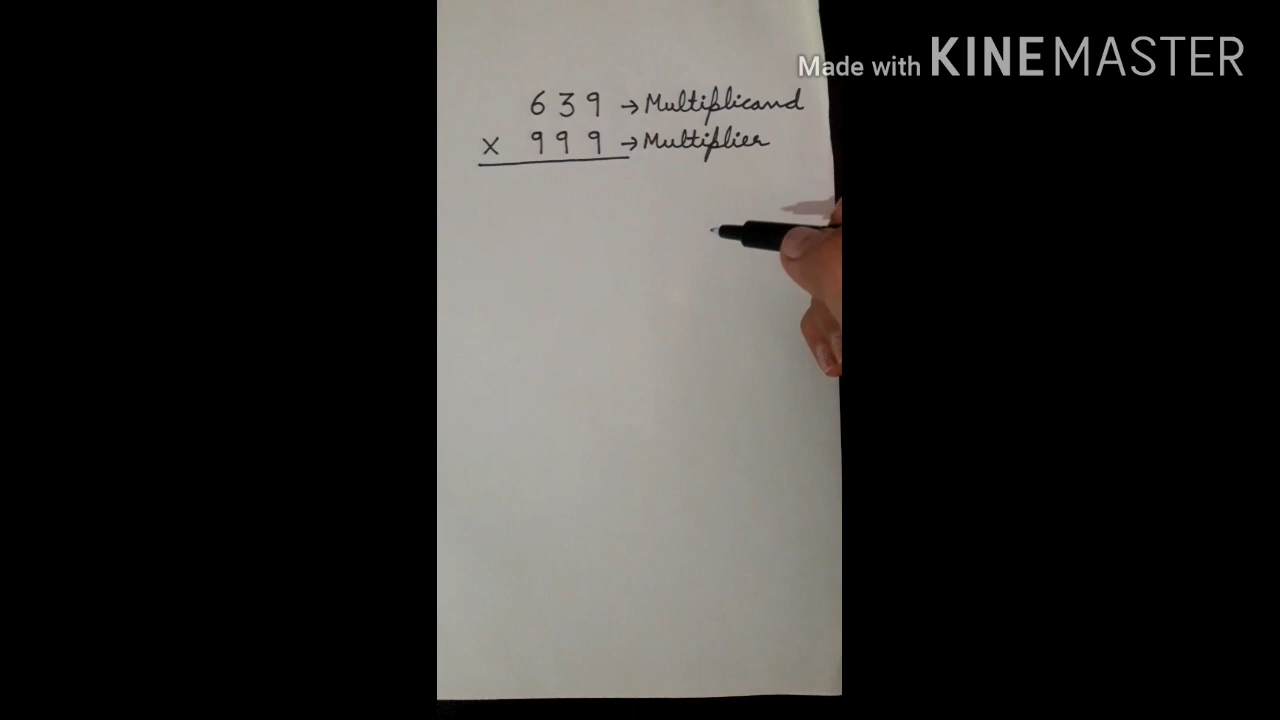 Made with KINEMASTER
639 → Multiplicand
× 999 → Multiplier